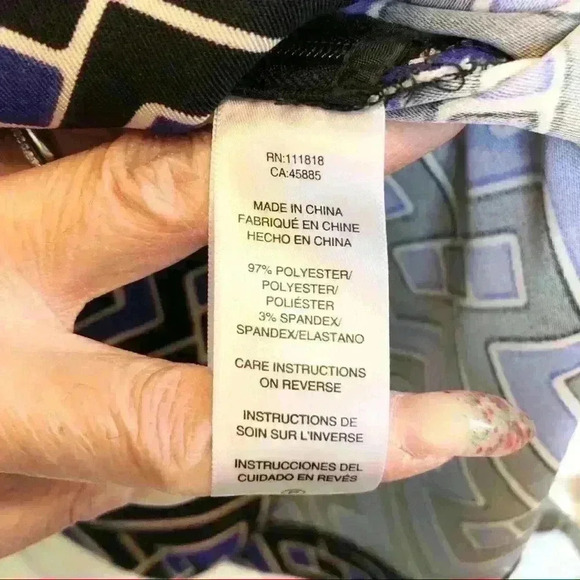 RN:111818
CA:45885
MADE IN CHINA
FABRIQUÉ EN CHINE
HECHO EN CHINA
97% POLYESTER/
POLYESTER/
POLIÉSTER
3% SPANDEX/
SPANDEX/ELASTANO
CARE INSTRUCTIONS
ON REVERSE
INSTRUCTIONS DE
SOIN SUR L'INVERSE
INSTRUCCIONES DEL
CUIDADO EN REVÉS